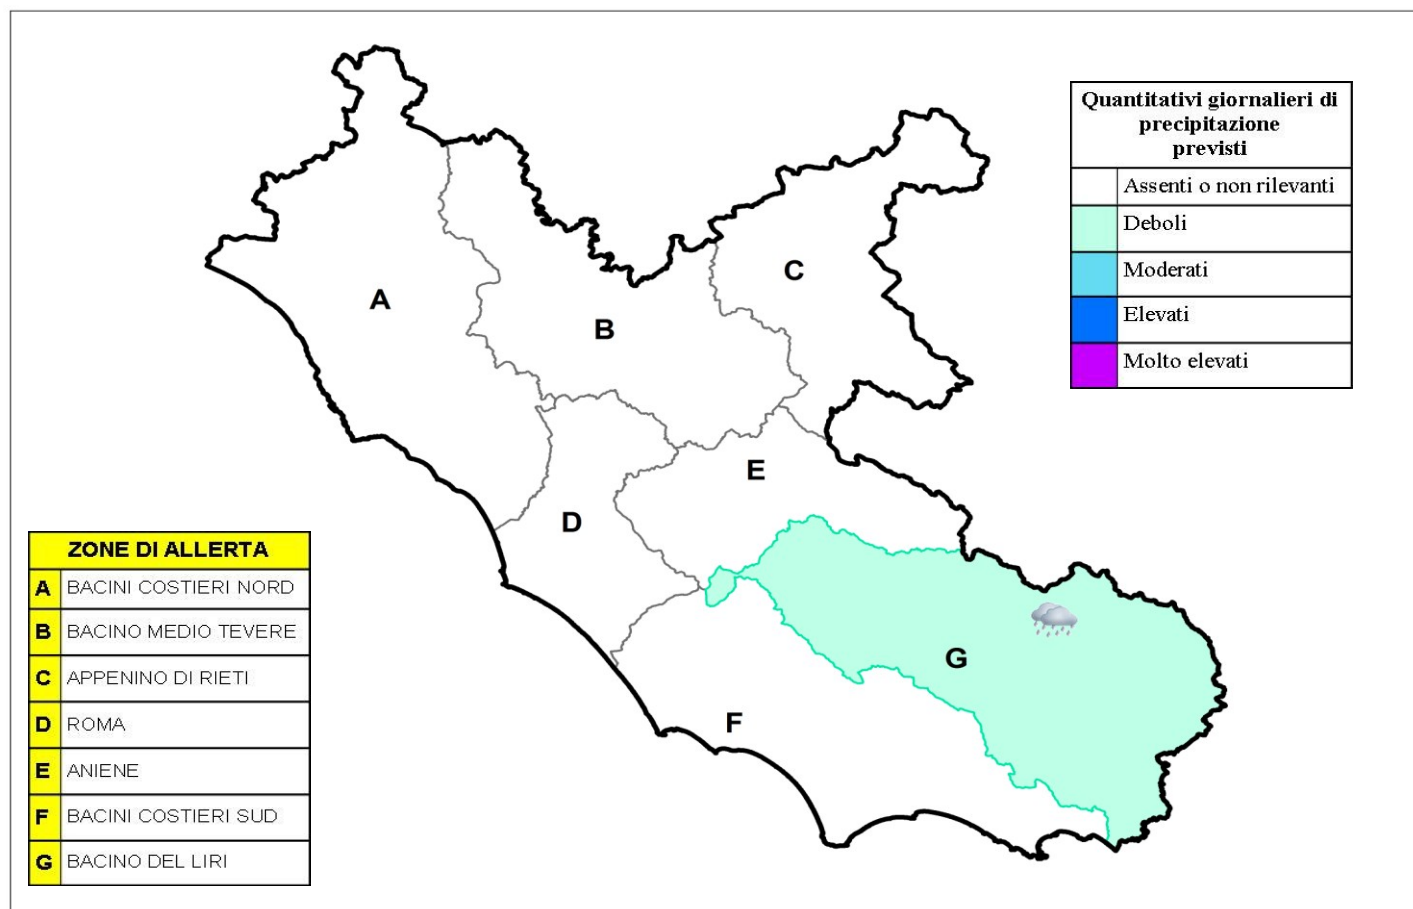 Quantitativi giornalieri di
precipitazione
previsti
Assenti o non rilevanti
Deboli
Moderati
Elevati
Molto elevati
A
B
C
E
D
G
F
ZONE DI ALLERTA
A BACINI COSTIERI NORD
B BACINO MEDIO TEVERE
C APPENINO DI RIETI
D ROMA
E ANIENE
F BACINI COSTIERI SUD
G BACINO DEL LIRI